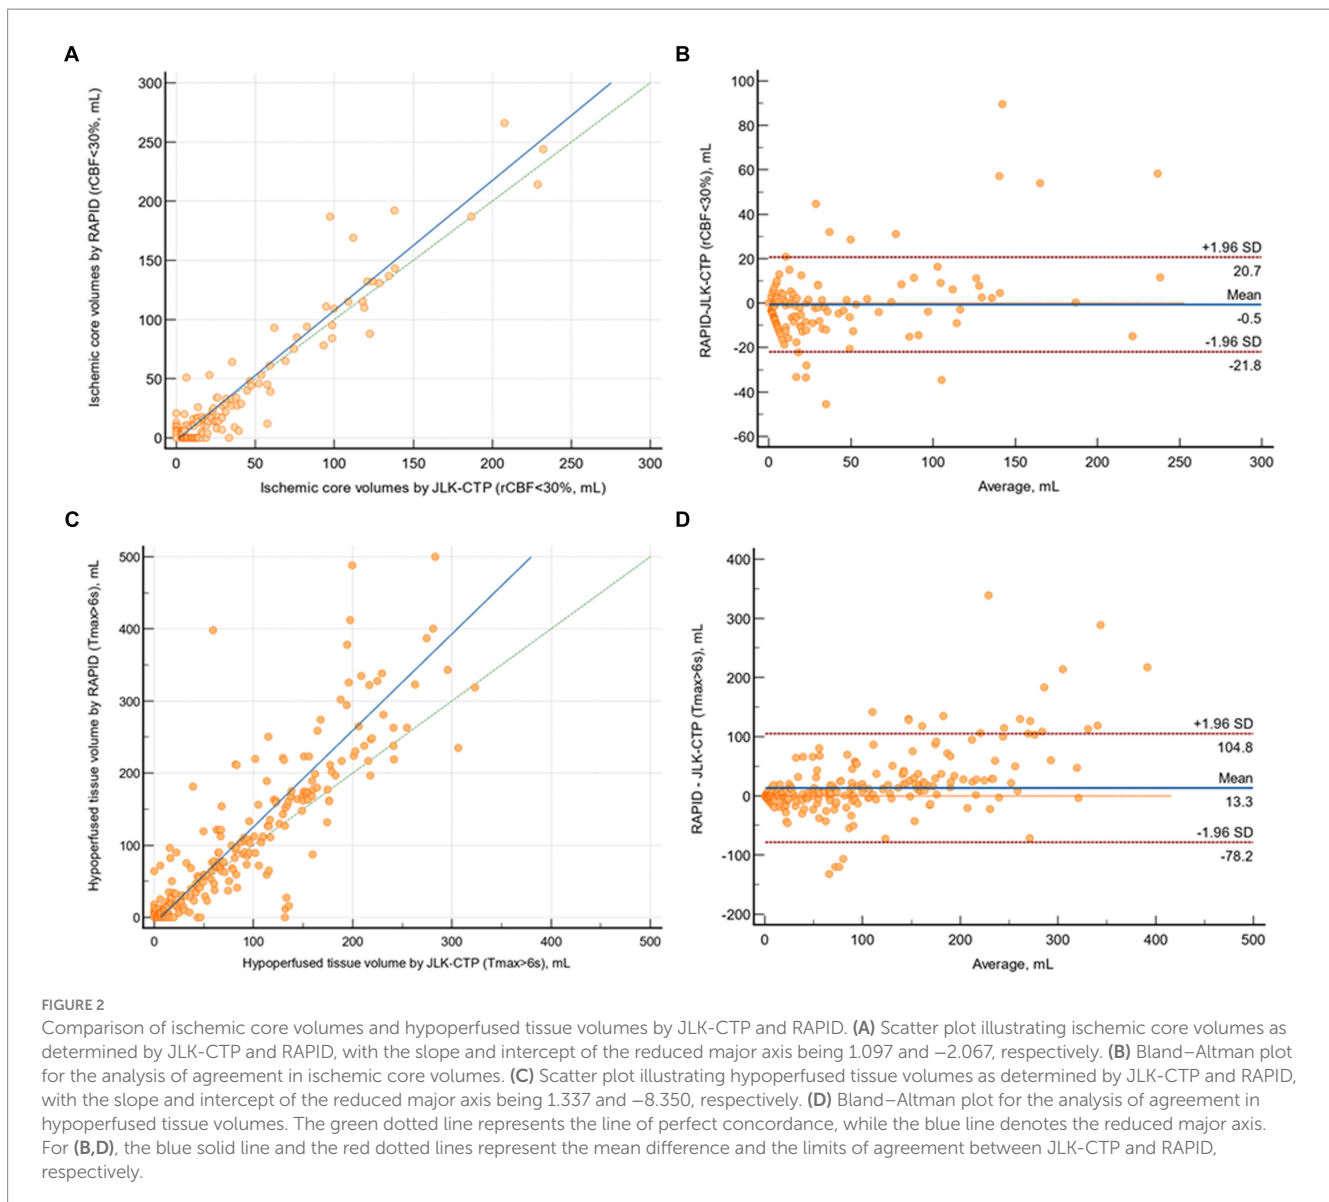 A
Ischemic core volumes by RAPID (rCBF<30%, mL)
300
250
200
150
100
50
0
0 50 100 150 200 250 300
Ischemic core volumes by JLK-CTP (rCBF<30%, mL)
B
RAPID-JLK-CTP (rCBF<30%), mL
100
80
60
40
20
0
-20
-40
-60
+1.96 SD
20.7
Mean
-0.5
-1.96 SD
-21.8
0 50 100 150 200 250 300
Average, mL
C
Hypoperfused tissue volume by RAPID (Tmax>6s), mL
500
400
300
200
100
0
0 100 200 300 400 500
Hypoperfused tissue volume by JLK-CTP (Tmax>6s), mL
D
RAPID - JLK-CTP (Tmax>6s), mL
400
300
200
100
0
-100
-200
+1.96 SD
104.8
Mean
13.3
-1.96 SD
-78.2
0 100 200 300 400 500
Average, mL
FIGURE 2
Comparison of ischemic core volumes and hypoperfused tissue volumes by JLK-CTP and RAPID. (A) Scatter plot illustrating ischemic core volumes as
determined by JLK-CTP and RAPID, with the slope and intercept of the reduced major axis being 1.097 and −2.067, respectively. (B) Bland–Altman plot
for the analysis of agreement in ischemic core volumes. (C) Scatter plot illustrating hypoperfused tissue volumes as determined by JLK-CTP and RAPID,
with the slope and intercept of the reduced major axis being 1.337 and −8.350, respectively. (D) Bland–Altman plot for the analysis of agreement in
hypoperfused tissue volumes. The green dotted line represents the line of perfect concordance, while the blue line denotes the reduced major axis.
For (B,D), the blue solid line and the red dotted lines represent the mean difference and the limits of agreement between JLK-CTP and RAPID,
respectively.